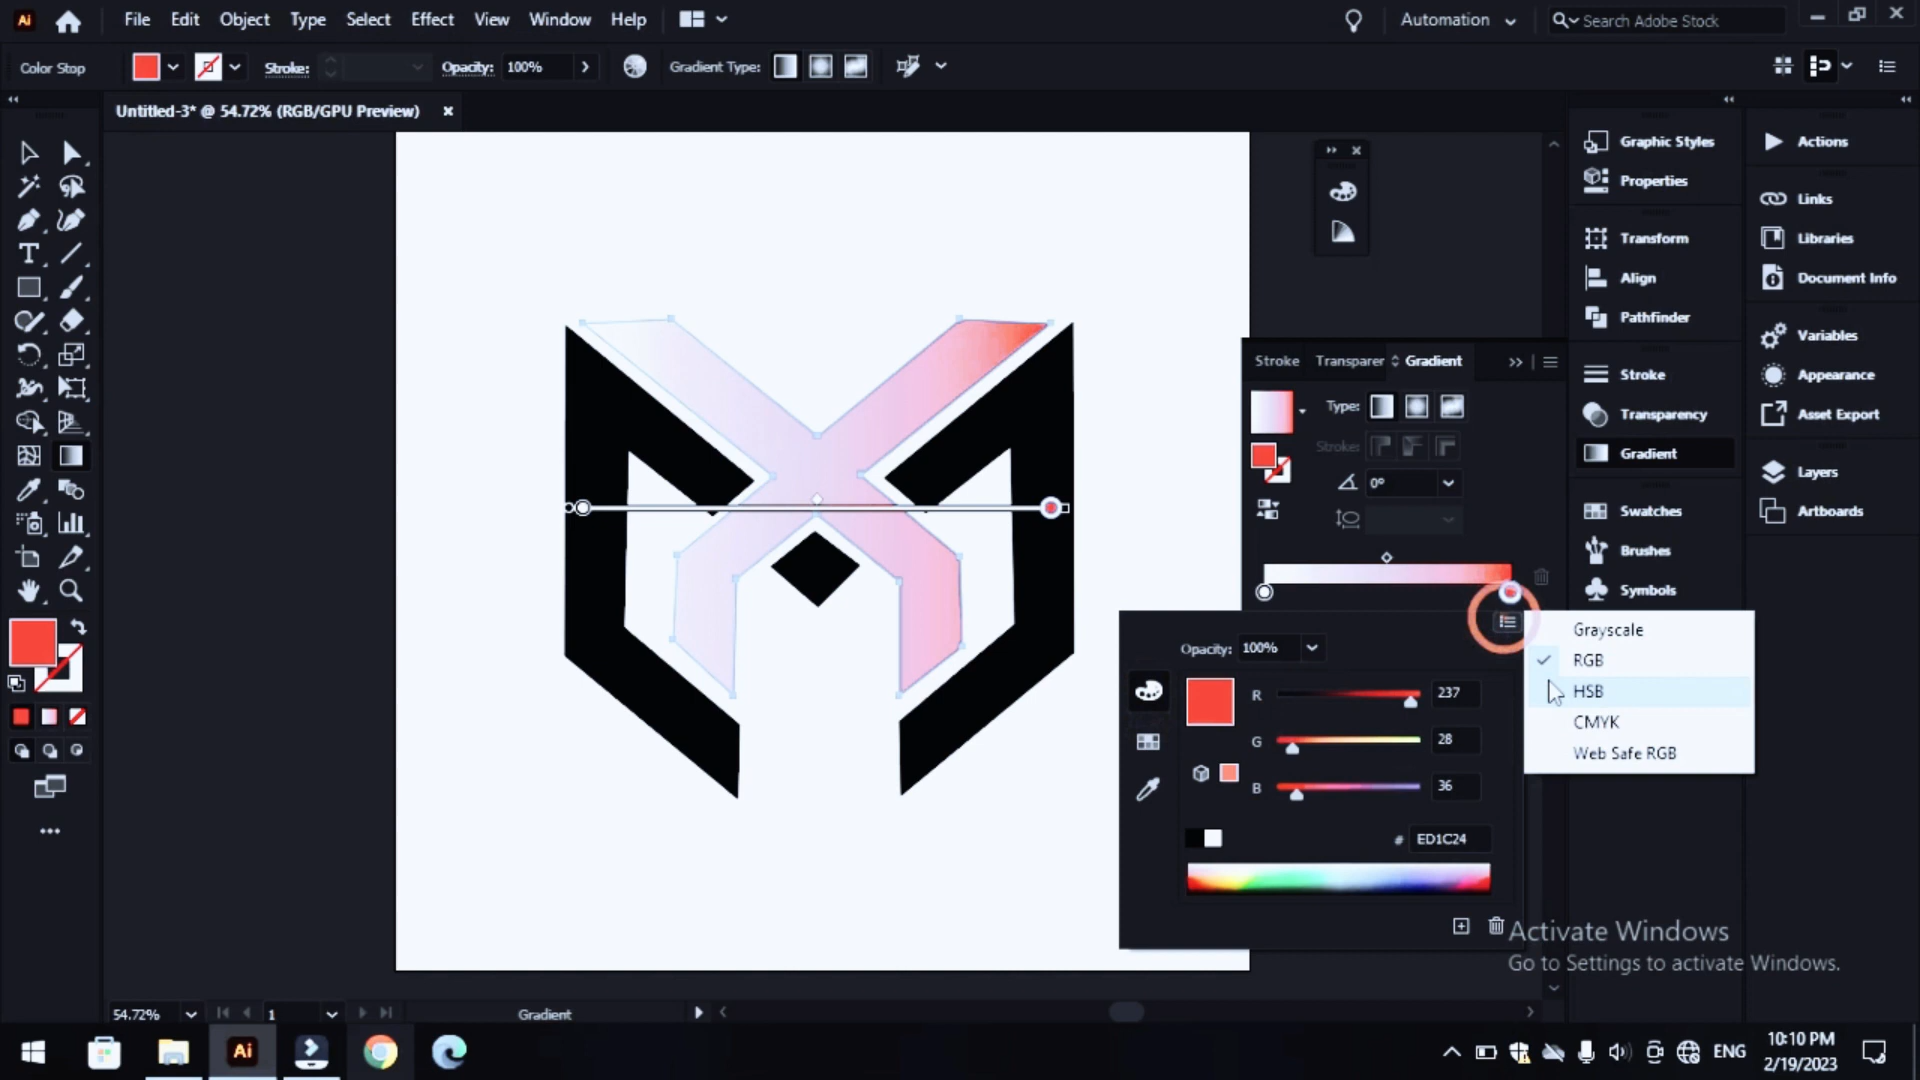 Ai File Edit Object Type Select Effect View Window Help Automation Search Adobe Stock
Color Stop Stroke: Opacity: 100% Gradient Type:
Untitled-3* @ 54.72% (RGB/GPU Preview)
Graphic Styles
Properties
Transform
Align
Pathfinder
Stroke
Transparency
Gradient
Swatches
Brushes
Symbols
Actions
Links
Libraries
Document Info
Variables
Appearance
Asset Export
Layers
Artboards
Stroke Transparer Gradient
Type:
Stroke:
0°
Opacity: 100%
R 237
G 28
B 36
# ED1C24
Grayscale
RGB
HSB
CMYK
Web Safe RGB
Activate Windows
Go to Settings to activate Windows.
54.72% 1 Gradient
Ai
ENG
10:10 PM
2/19/2023